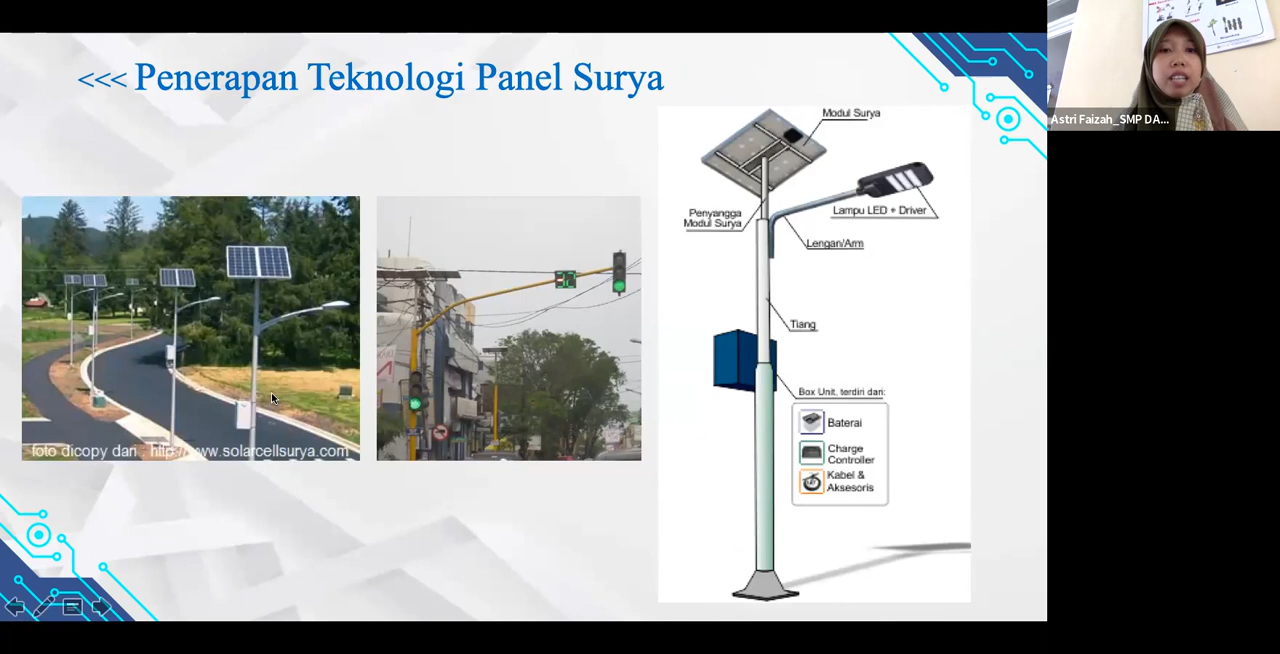 <<< Penerapan Teknologi Panel Surya
Astri Faizah_SMP DA...
foto dicopy dari : http://www.solarcellsurya.com
Modul Surya
Penyangga
Modul Surya
Lampu LED + Driver
Lengan/Arm
Tiang
Box Unit, terdiri dari:
Baterai
Charge
Controller
Kabel &
Aksesoris